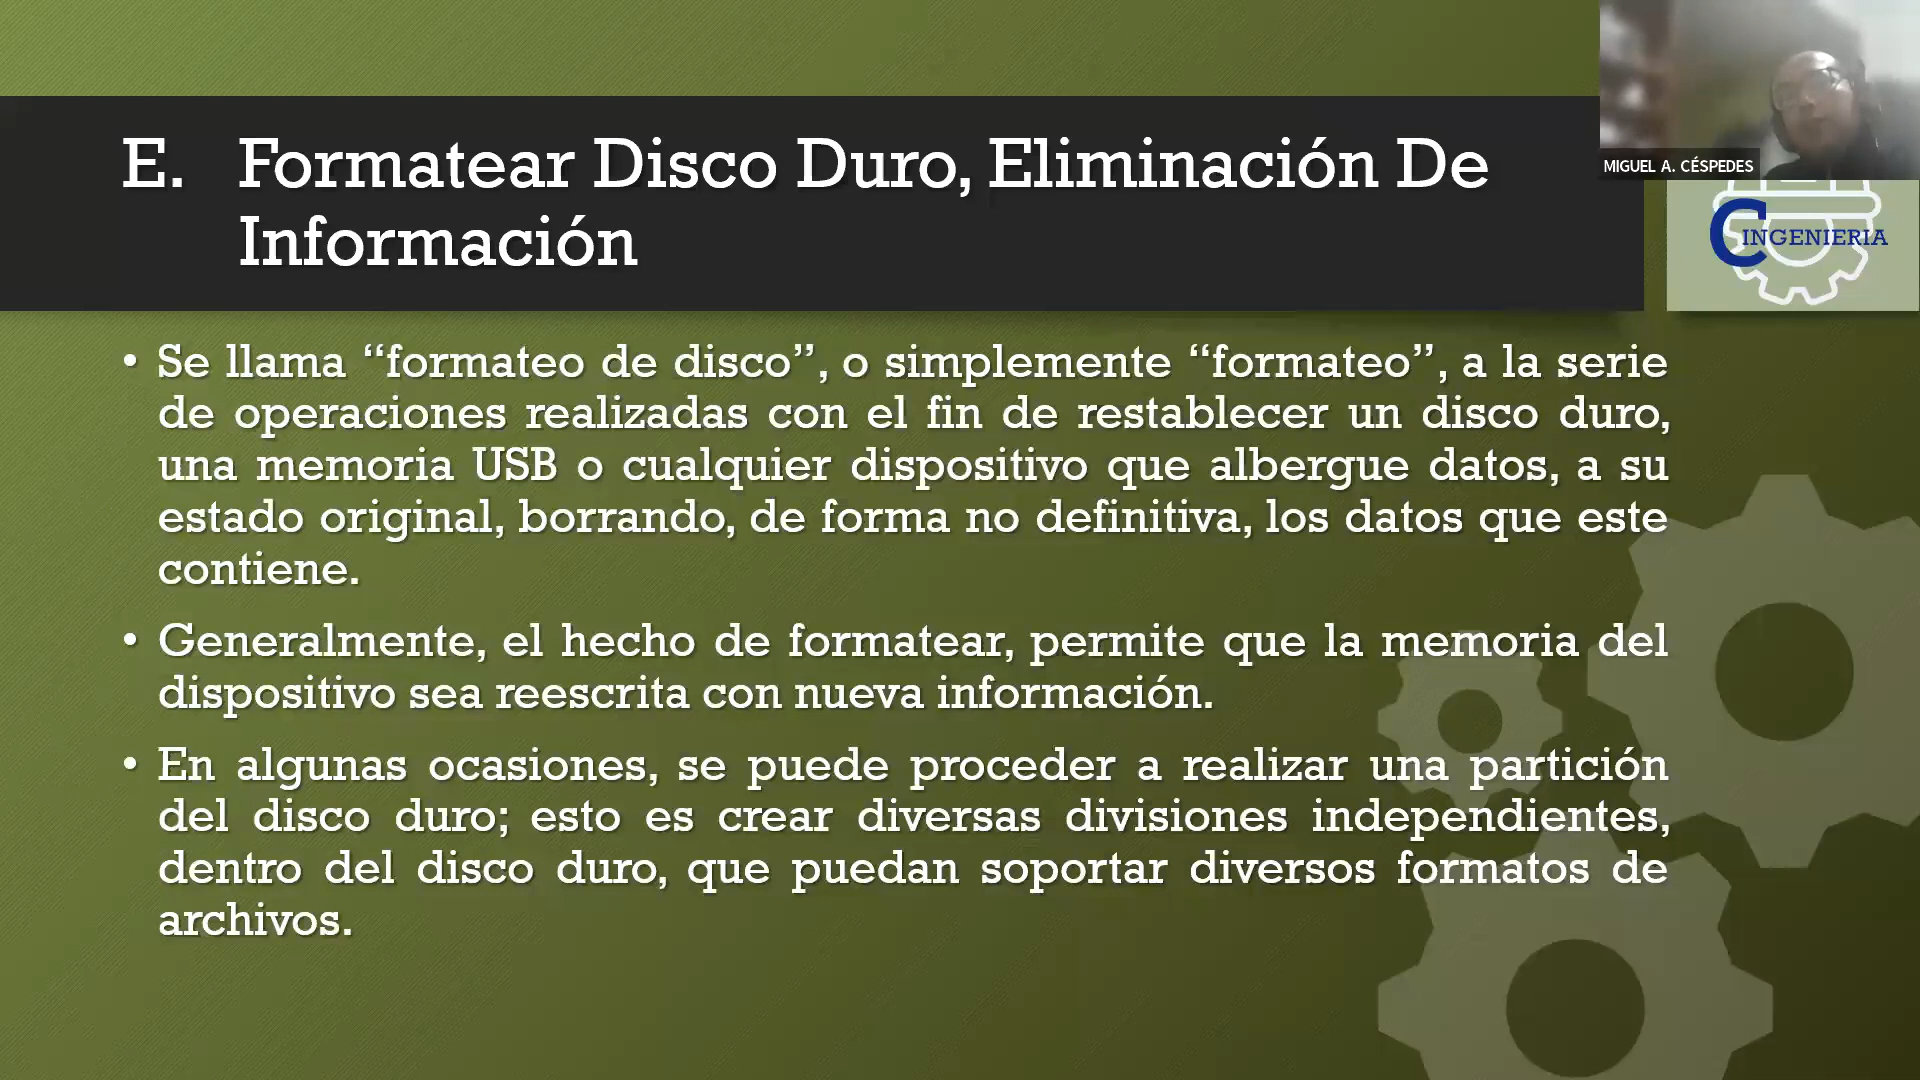 E. Formatear Disco Duro, Eliminación De
Información
MIGUEL A. CÉSPEDES
C INGENIERIA
• Se llama “formateo de disco”, o simplemente “formateo”, a la serie
de operaciones realizadas con el fin de restablecer un disco duro,
una memoria USB o cualquier dispositivo que albergue datos, a su
estado original, borrando, de forma no definitiva, los datos que este
contiene.
• Generalmente, el hecho de formatear, permite que la memoria del
dispositivo sea reescrita con nueva información.
• En algunas ocasiones, se puede proceder a realizar una partición
del disco duro; esto es crear diversas divisiones independientes,
dentro del disco duro, que puedan soportar diversos formatos de
archivos.